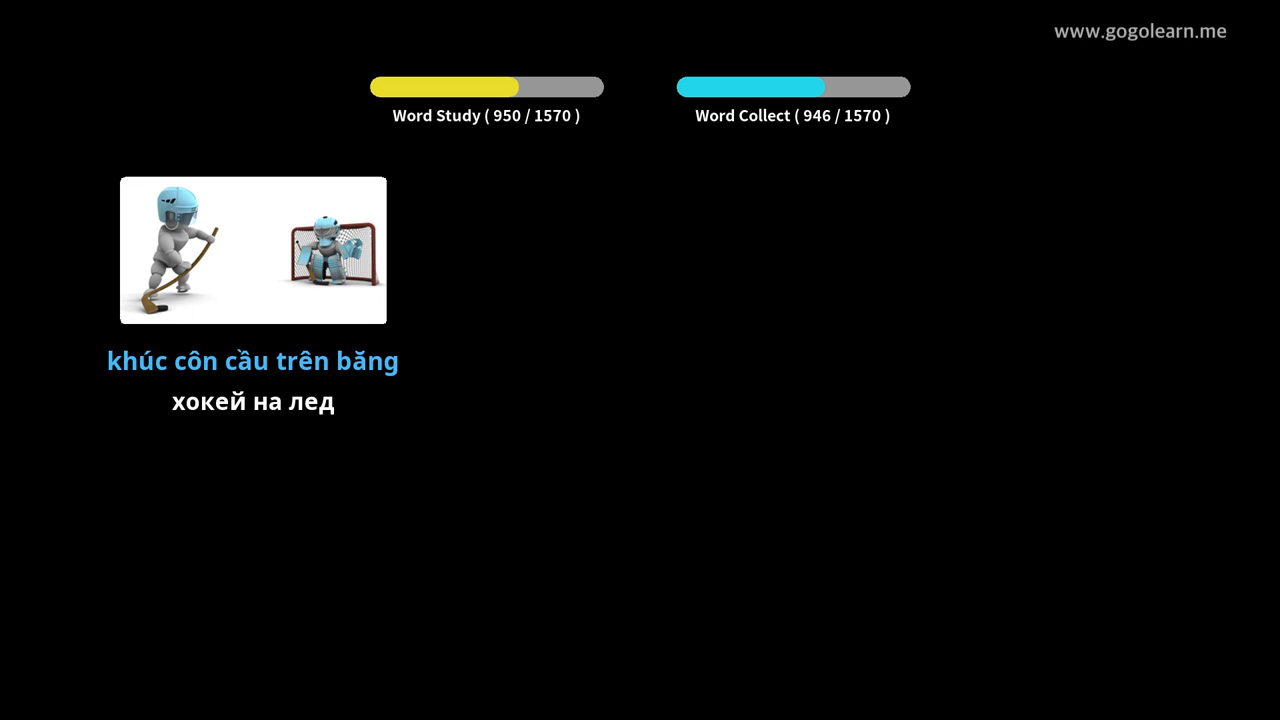 www.gogolearn.me
Word Study ( 950 / 1570 )
Word Collect ( 946 / 1570 )
khúc côn cầu trên băng
хокей на лед